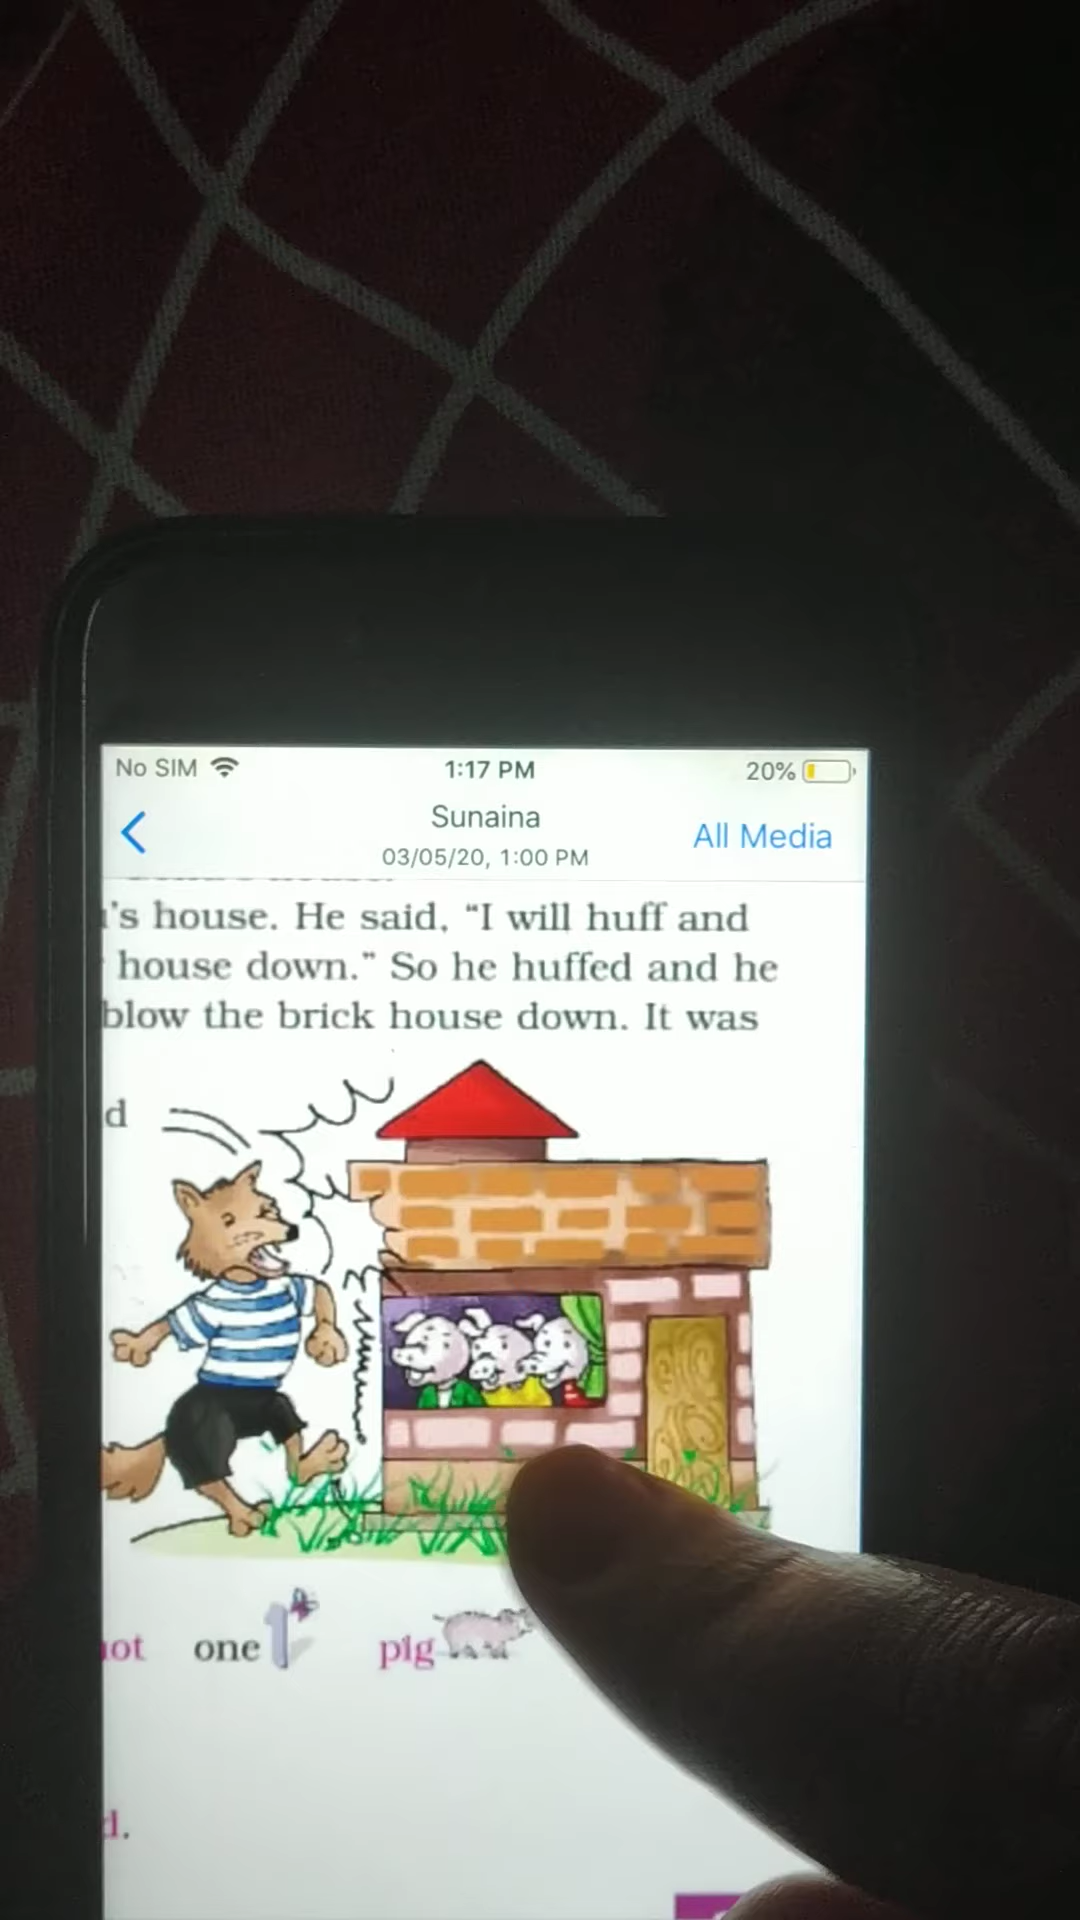 No SIM 1:17 PM 20%
Sunaina
03/05/20, 1:00 PM
All Media
's house. He said, “I will huff and
house down.” So he huffed and he
blow the brick house down. It was
d
one pig
d.